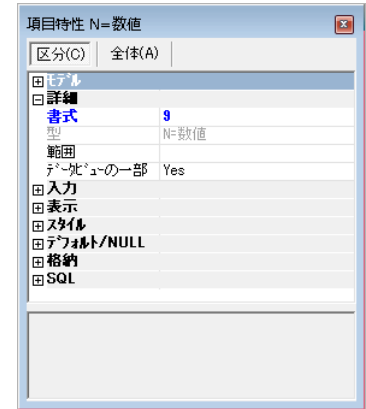 項目特性 N=数値
区分(C) 全体(A)
ﾓﾃﾞﾙ
詳細
書式 9
型 N=数値
範囲
ﾃﾞｰﾀﾋﾞｭｰの一部 Yes
入力
表示
ｽﾀｲﾙ
ﾃﾞﾌｫﾙﾄ/NULL
格納
SQL